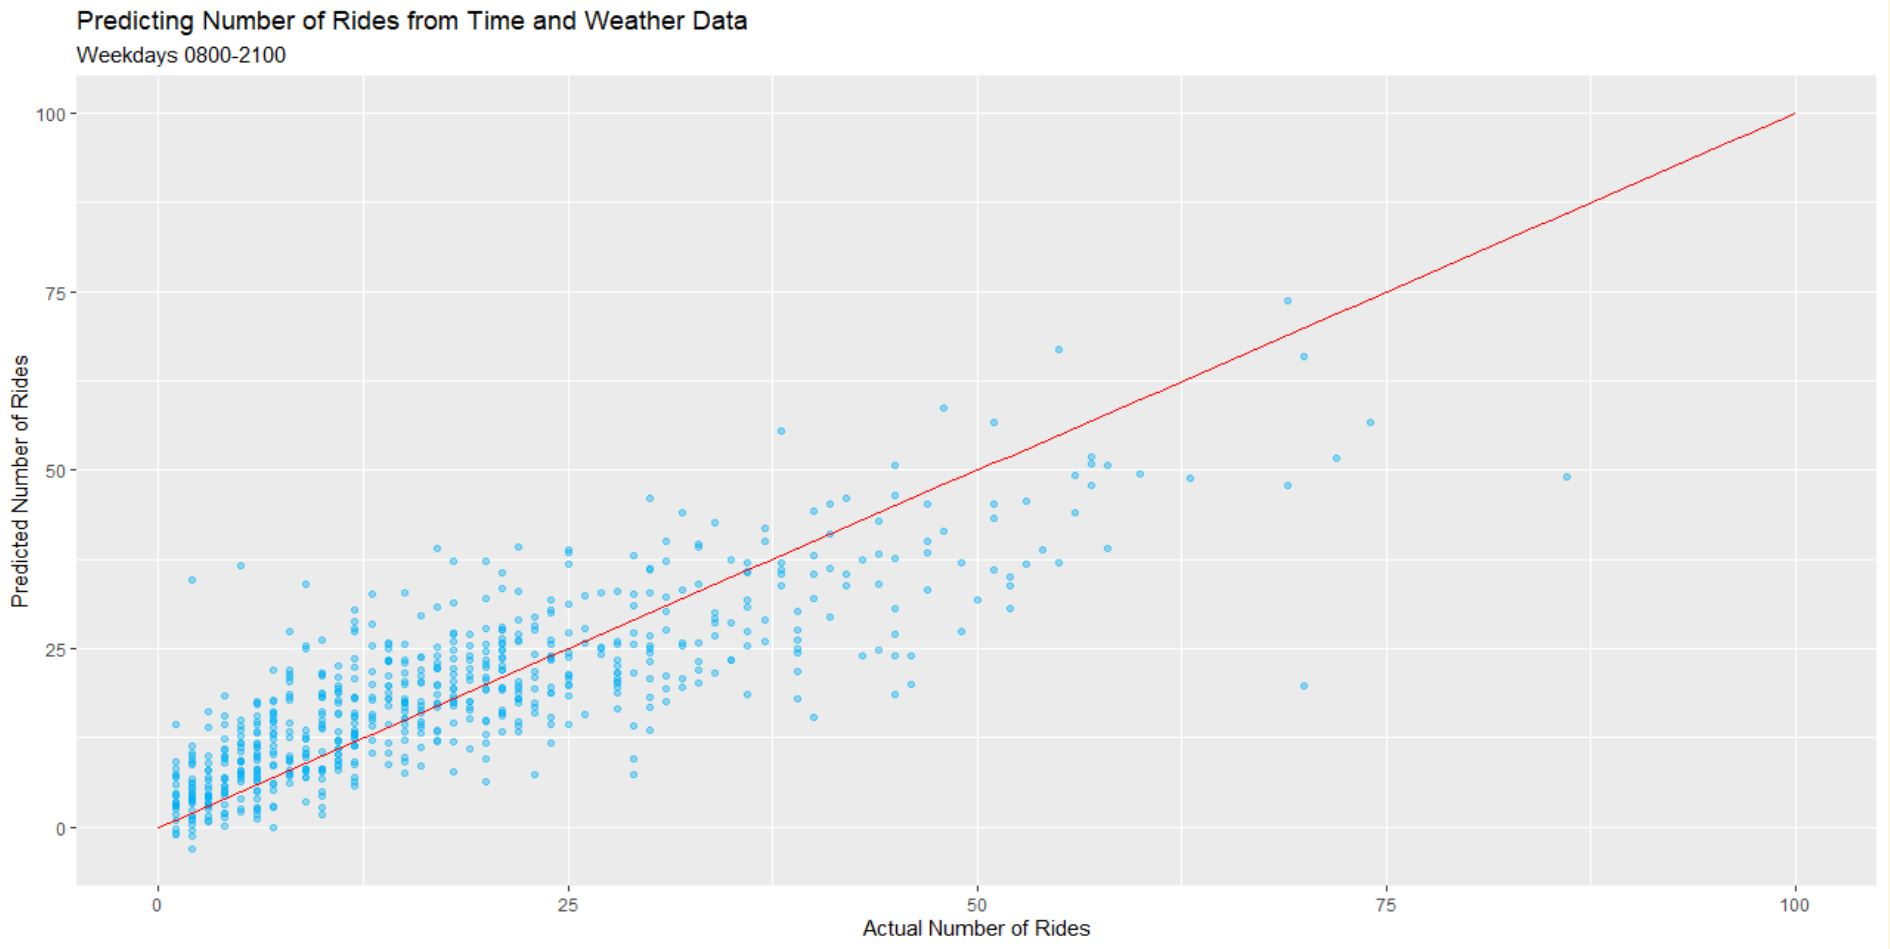 Predicting Number of Rides from Time and Weather Data
Weekdays 0800-2100
100
75
50
25
0
Predicted Number of Rides
0 25 50 75 100
Actual Number of Rides